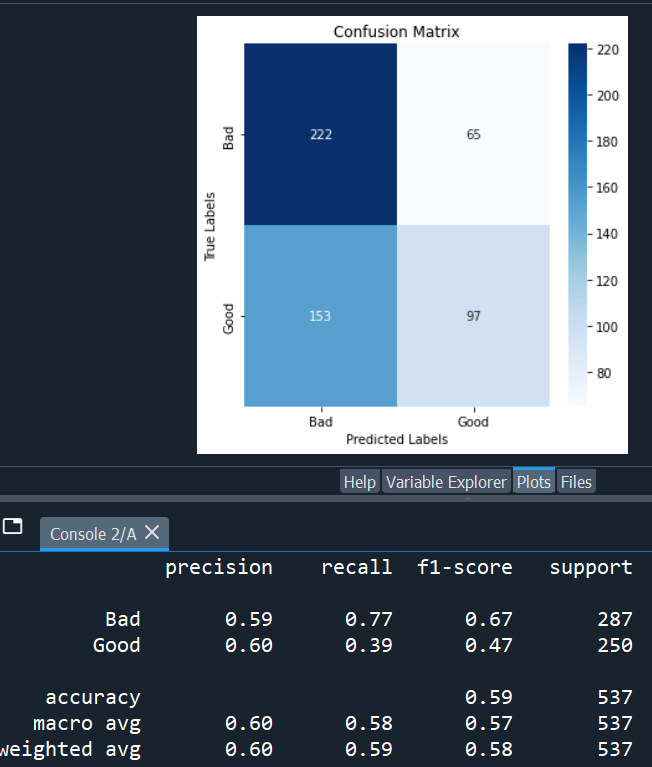 Confusion Matrix
220
200
180
160
140
120
100
80
Bad
222
65
True Labels
Good
153
97
Bad Good
Predicted Labels
Help Variable Explorer Plots Files
Console 2/A
precision recall f1-score support
Bad 0.59 0.77 0.67 287
Good 0.60 0.39 0.47 250
accuracy 0.59 537
macro avg 0.60 0.58 0.57 537
weighted avg 0.60 0.59 0.58 537